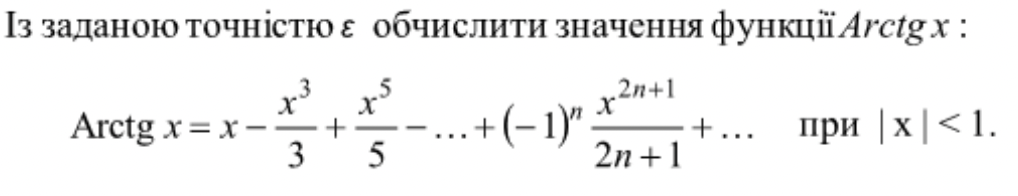 Із заданою точністю ε обчислити значення функції Arctg x :
Arctg x = x − x³/3 + x⁵/5 − … + (−1)ⁿ x²ⁿ⁺¹/(2n+1) + … при | x | < 1.